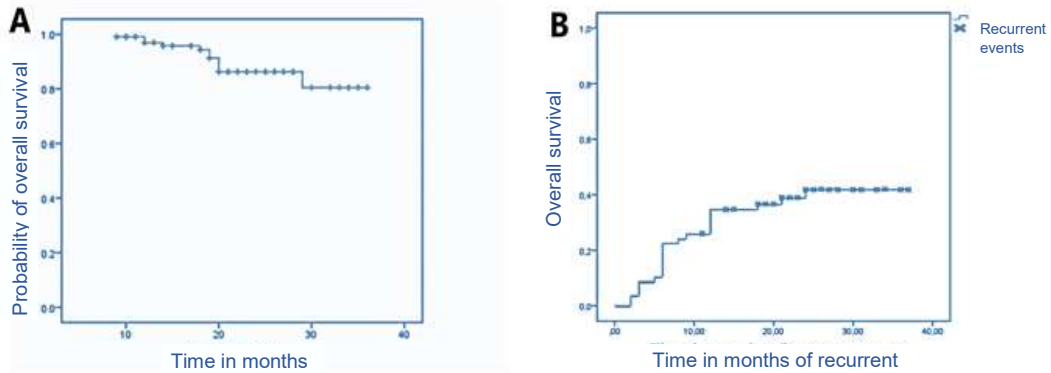 A
Probability of overall survival
1.0
0.8
0.6
0.4
0.2
0.0
10
20
30
40
Time in months
B
Overall survival
1.0
0.8
0.6
0.4
0.2
0.0
,00
10,00
20,00
30,00
40,00
Time in months of recurrent
Recurrent
events